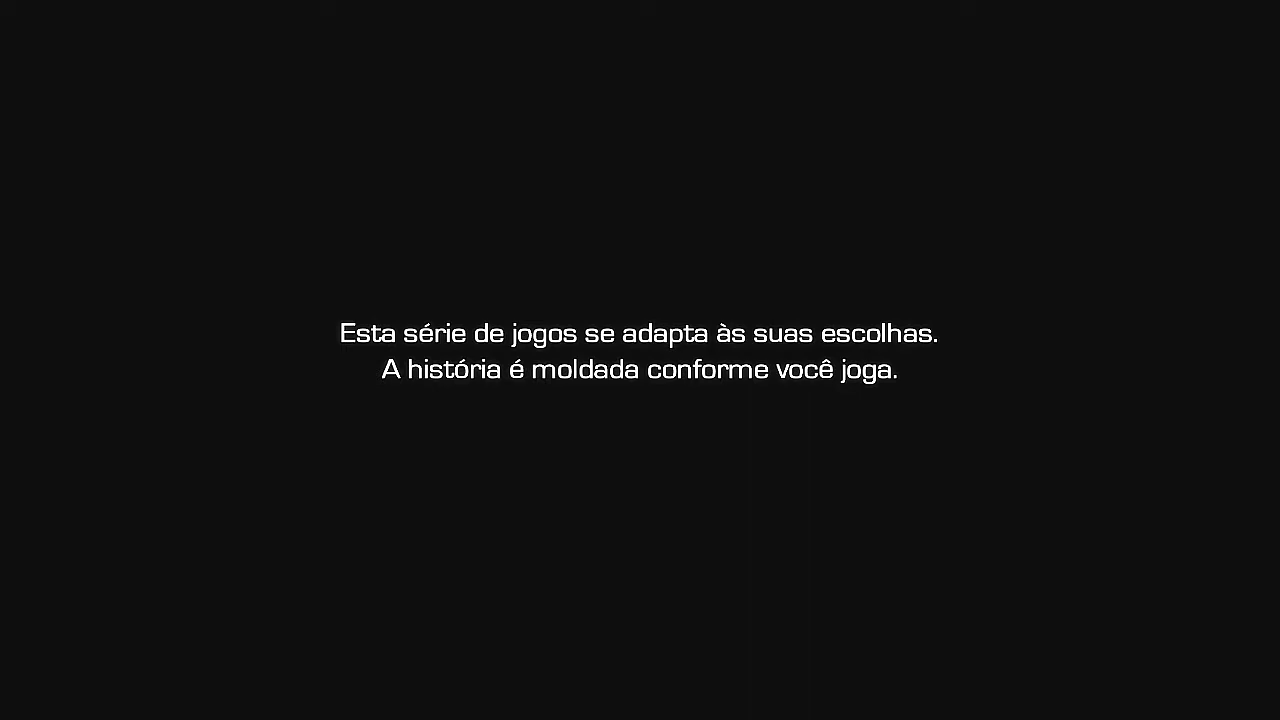 Esta série de jogos se adapta às suas escolhas.
A história é moldada conforme você joga.